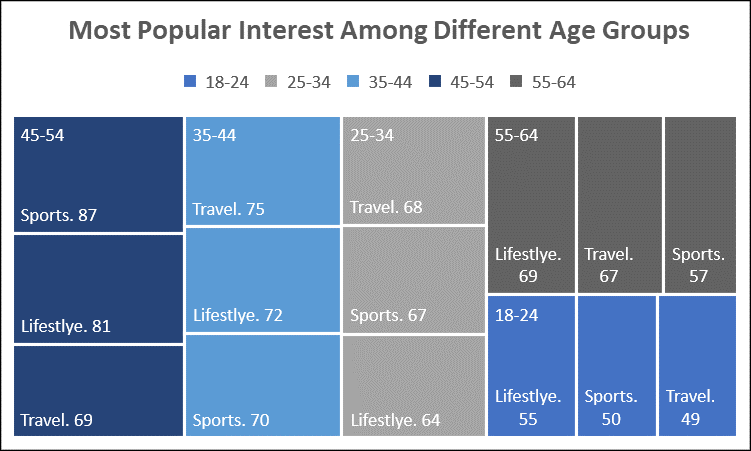 Most Popular Interest Among Different Age Groups
18-24 25-34 35-44 45-54 55-64
45-54
Sports. 87
Lifestlye. 81
Travel. 69
35-44
Travel. 75
Lifestlye. 72
Sports. 70
25-34
Travel. 68
Sports. 67
Lifestlye. 64
55-64
Lifestlye.
69
Travel.
67
Sports.
57
18-24
Lifestlye.
55
Sports.
50
Travel.
49